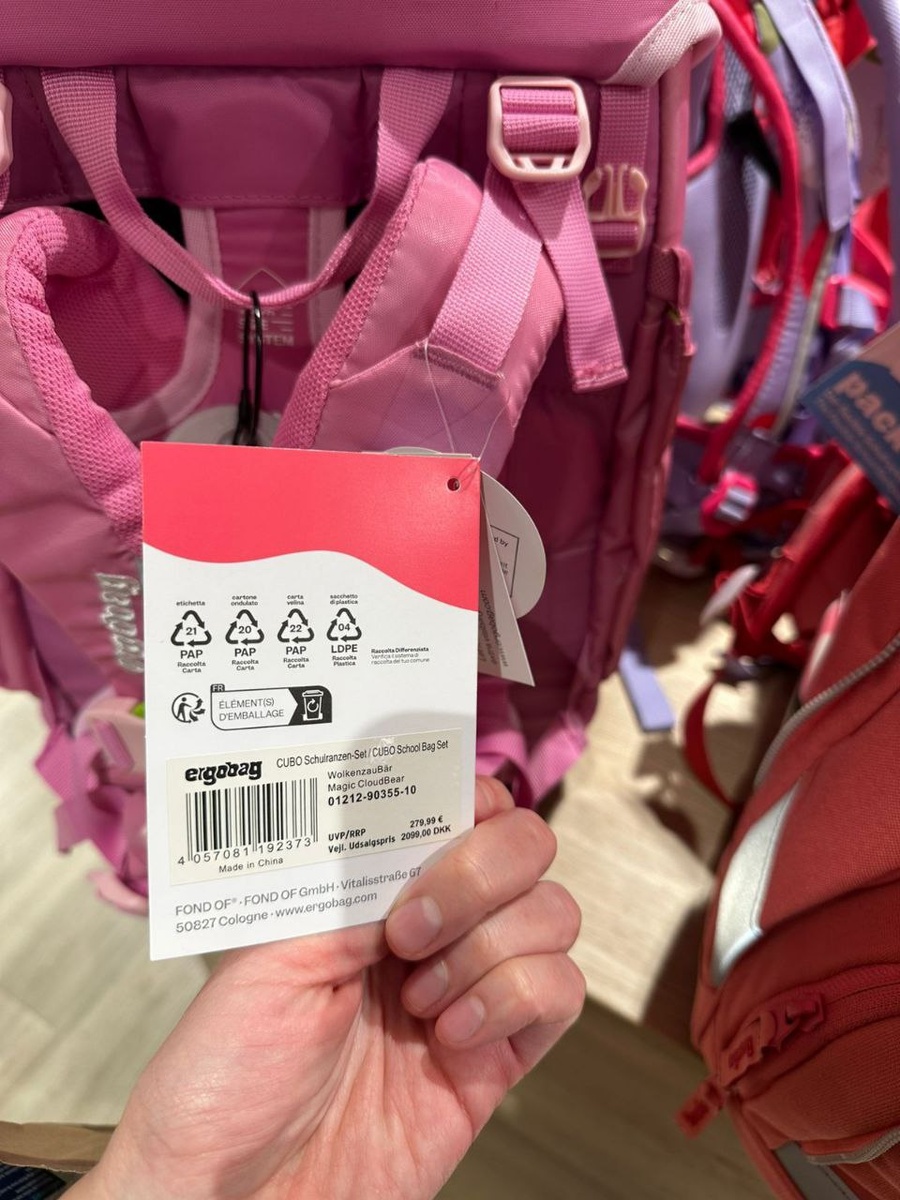 SYSTEM
pack
ergobag
etichetta
21
PAP
Raccolta
Carta
cartone
ondulato
20
PAP
Raccolta
Carta
carta
velina
22
PAP
Raccolta
Carta
sacchetto
di plastica
04
LDPE
Raccolta
Plastica
Raccolta Differenziata
Verifica il sistema di
raccolta del tuo comune
FR
ÉLÉMENT(S)
D'EMBALLAGE
CUBO Schulranzen-Set / CUBO School Bag Set
ergobag
WolkenzauBär
Magic CloudBear
01212-90355-10
UVP/RRP 279,99 €
Vejl. Udsalgspris 2099,00 DKK
4 057081 192373
Made in China
FOND OF® · FOND OF GmbH · Vitalisstraße 67
50827 Cologne · www.ergobag.com